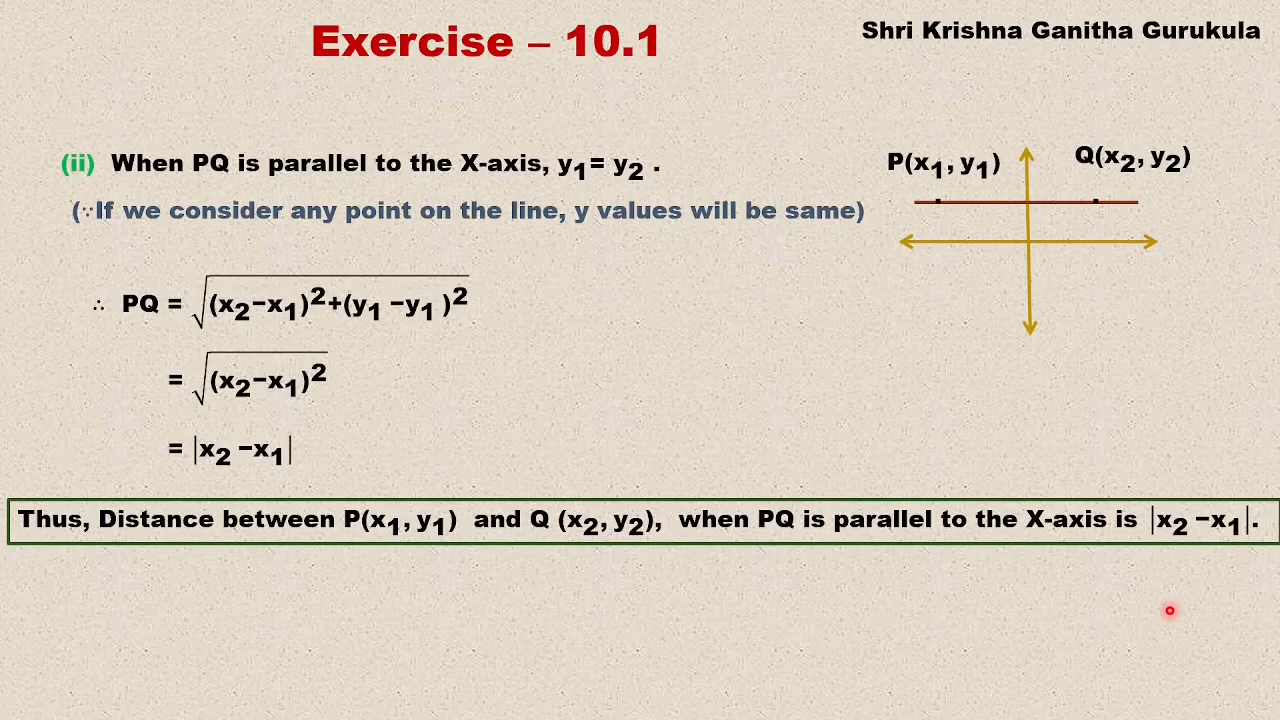 Exercise – 10.1
Shri Krishna Ganitha Gurukula
(ii) When PQ is parallel to the X-axis, y₁= y₂ .
(∵If we consider any point on the line, y values will be same)
P(x₁, y₁)
Q(x₂, y₂)
∴ PQ = √(x₂−x₁)²+(y₁ −y₁ )²
= √(x₂−x₁)²
= |x₂ −x₁|
Thus, Distance between P(x₁, y₁) and Q (x₂, y₂), when PQ is parallel to the X-axis is |x₂ −x₁|.